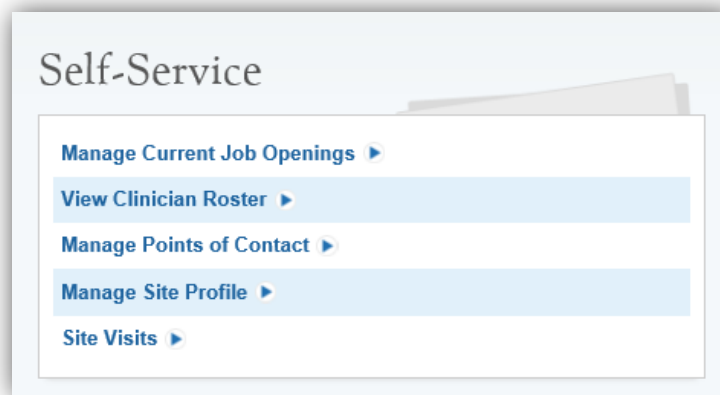 Self-Service
Manage Current Job Openings
View Clinician Roster
Manage Points of Contact
Manage Site Profile
Site Visits